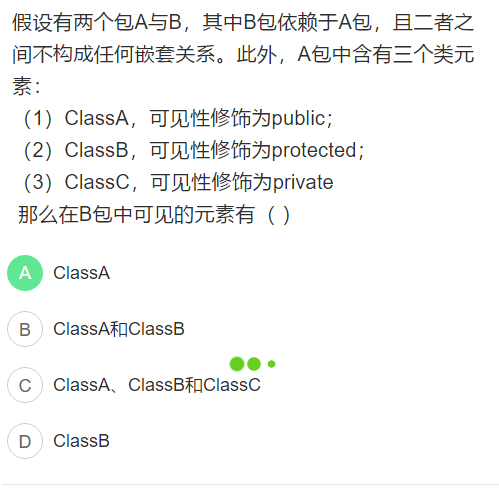 假设有两个包A与B，其中B包依赖于A包，且二者之
间不构成任何嵌套关系。此外，A包中含有三个类元
素：
（1）ClassA，可见性修饰为public；
（2）ClassB，可见性修饰为protected；
（3）ClassC，可见性修饰为private
那么在B包中可见的元素有（ ）
A ClassA
B ClassA和ClassB
C ClassA、ClassB和ClassC
D ClassB